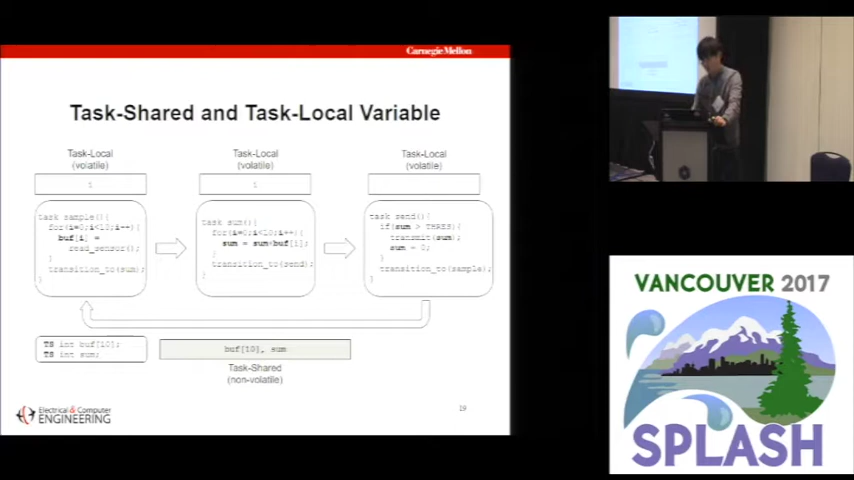 Carnegie Mellon
Task-Shared and Task-Local Variable
Task-Local
(volatile)
i
task sample(){
for(i=0;i<10;i++){
buf[i] =
read_sensor();
}
transition_to(sum);
}
Task-Local
(volatile)
i
task sum(){
for(i=0;i<10;i++){
sum = sum+buf[i];
}
transition_to(send);
}
Task-Local
(volatile)
task send(){
if(sum > THRES){
transmit(sum);
sum = 0;
}
transition_to(sample);
}
TS int buf[10];
TS int sum;
buf[10], sum
Task-Shared
(non-volatile)
Electrical & Computer
ENGINEERING
19
VANCOUVER 2017
SPLASH